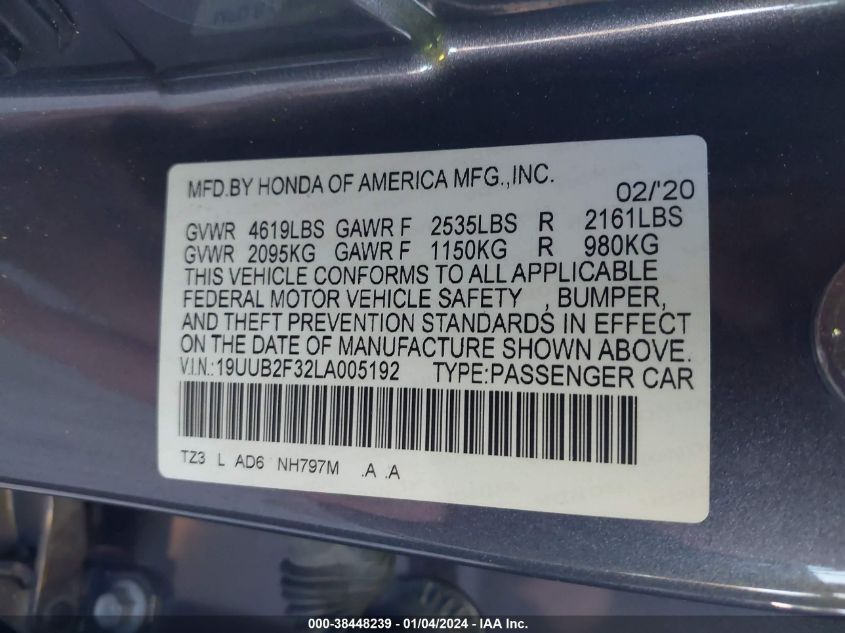 MFD.BY HONDA OF AMERICA MFG.,INC.
02/'20
GVWR 4619LBS GAWR F 2535LBS R 2161LBS
GVWR 2095KG GAWR F 1150KG R 980KG
THIS VEHICLE CONFORMS TO ALL APPLICABLE
FEDERAL MOTOR VEHICLE SAFETY , BUMPER,
AND THEFT PREVENTION STANDARDS IN EFFECT
ON THE DATE OF MANUFACTURE SHOWN ABOVE.
V.I.N.:19UUB2F32LA005192 TYPE:PASSENGER CAR
TZ3 L AD6 NH797M .A .A
000-38448239 - 01/04/2024 - IAA Inc.